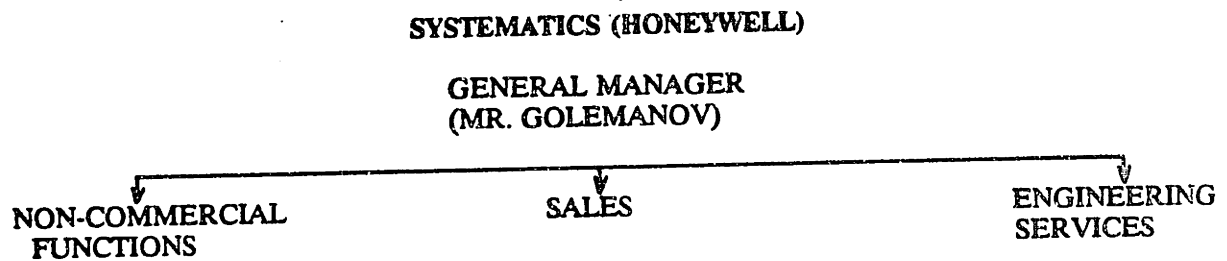 SYSTEMATICS (HONEYWELL)
GENERAL MANAGER
(MR. GOLEMANOV)
NON-COMMERCIAL
FUNCTIONS
SALES
ENGINEERING
SERVICES